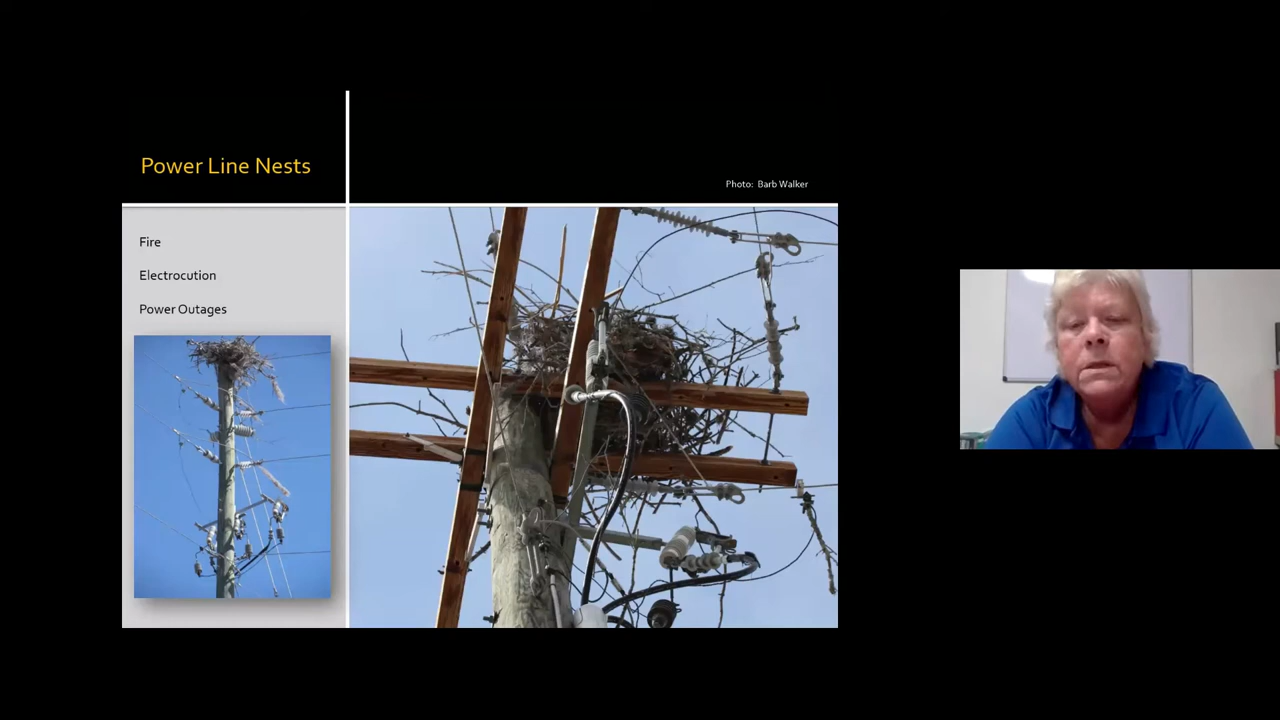 Power Line Nests
Photo: Barb Walker
Fire
Electrocution
Power Outages